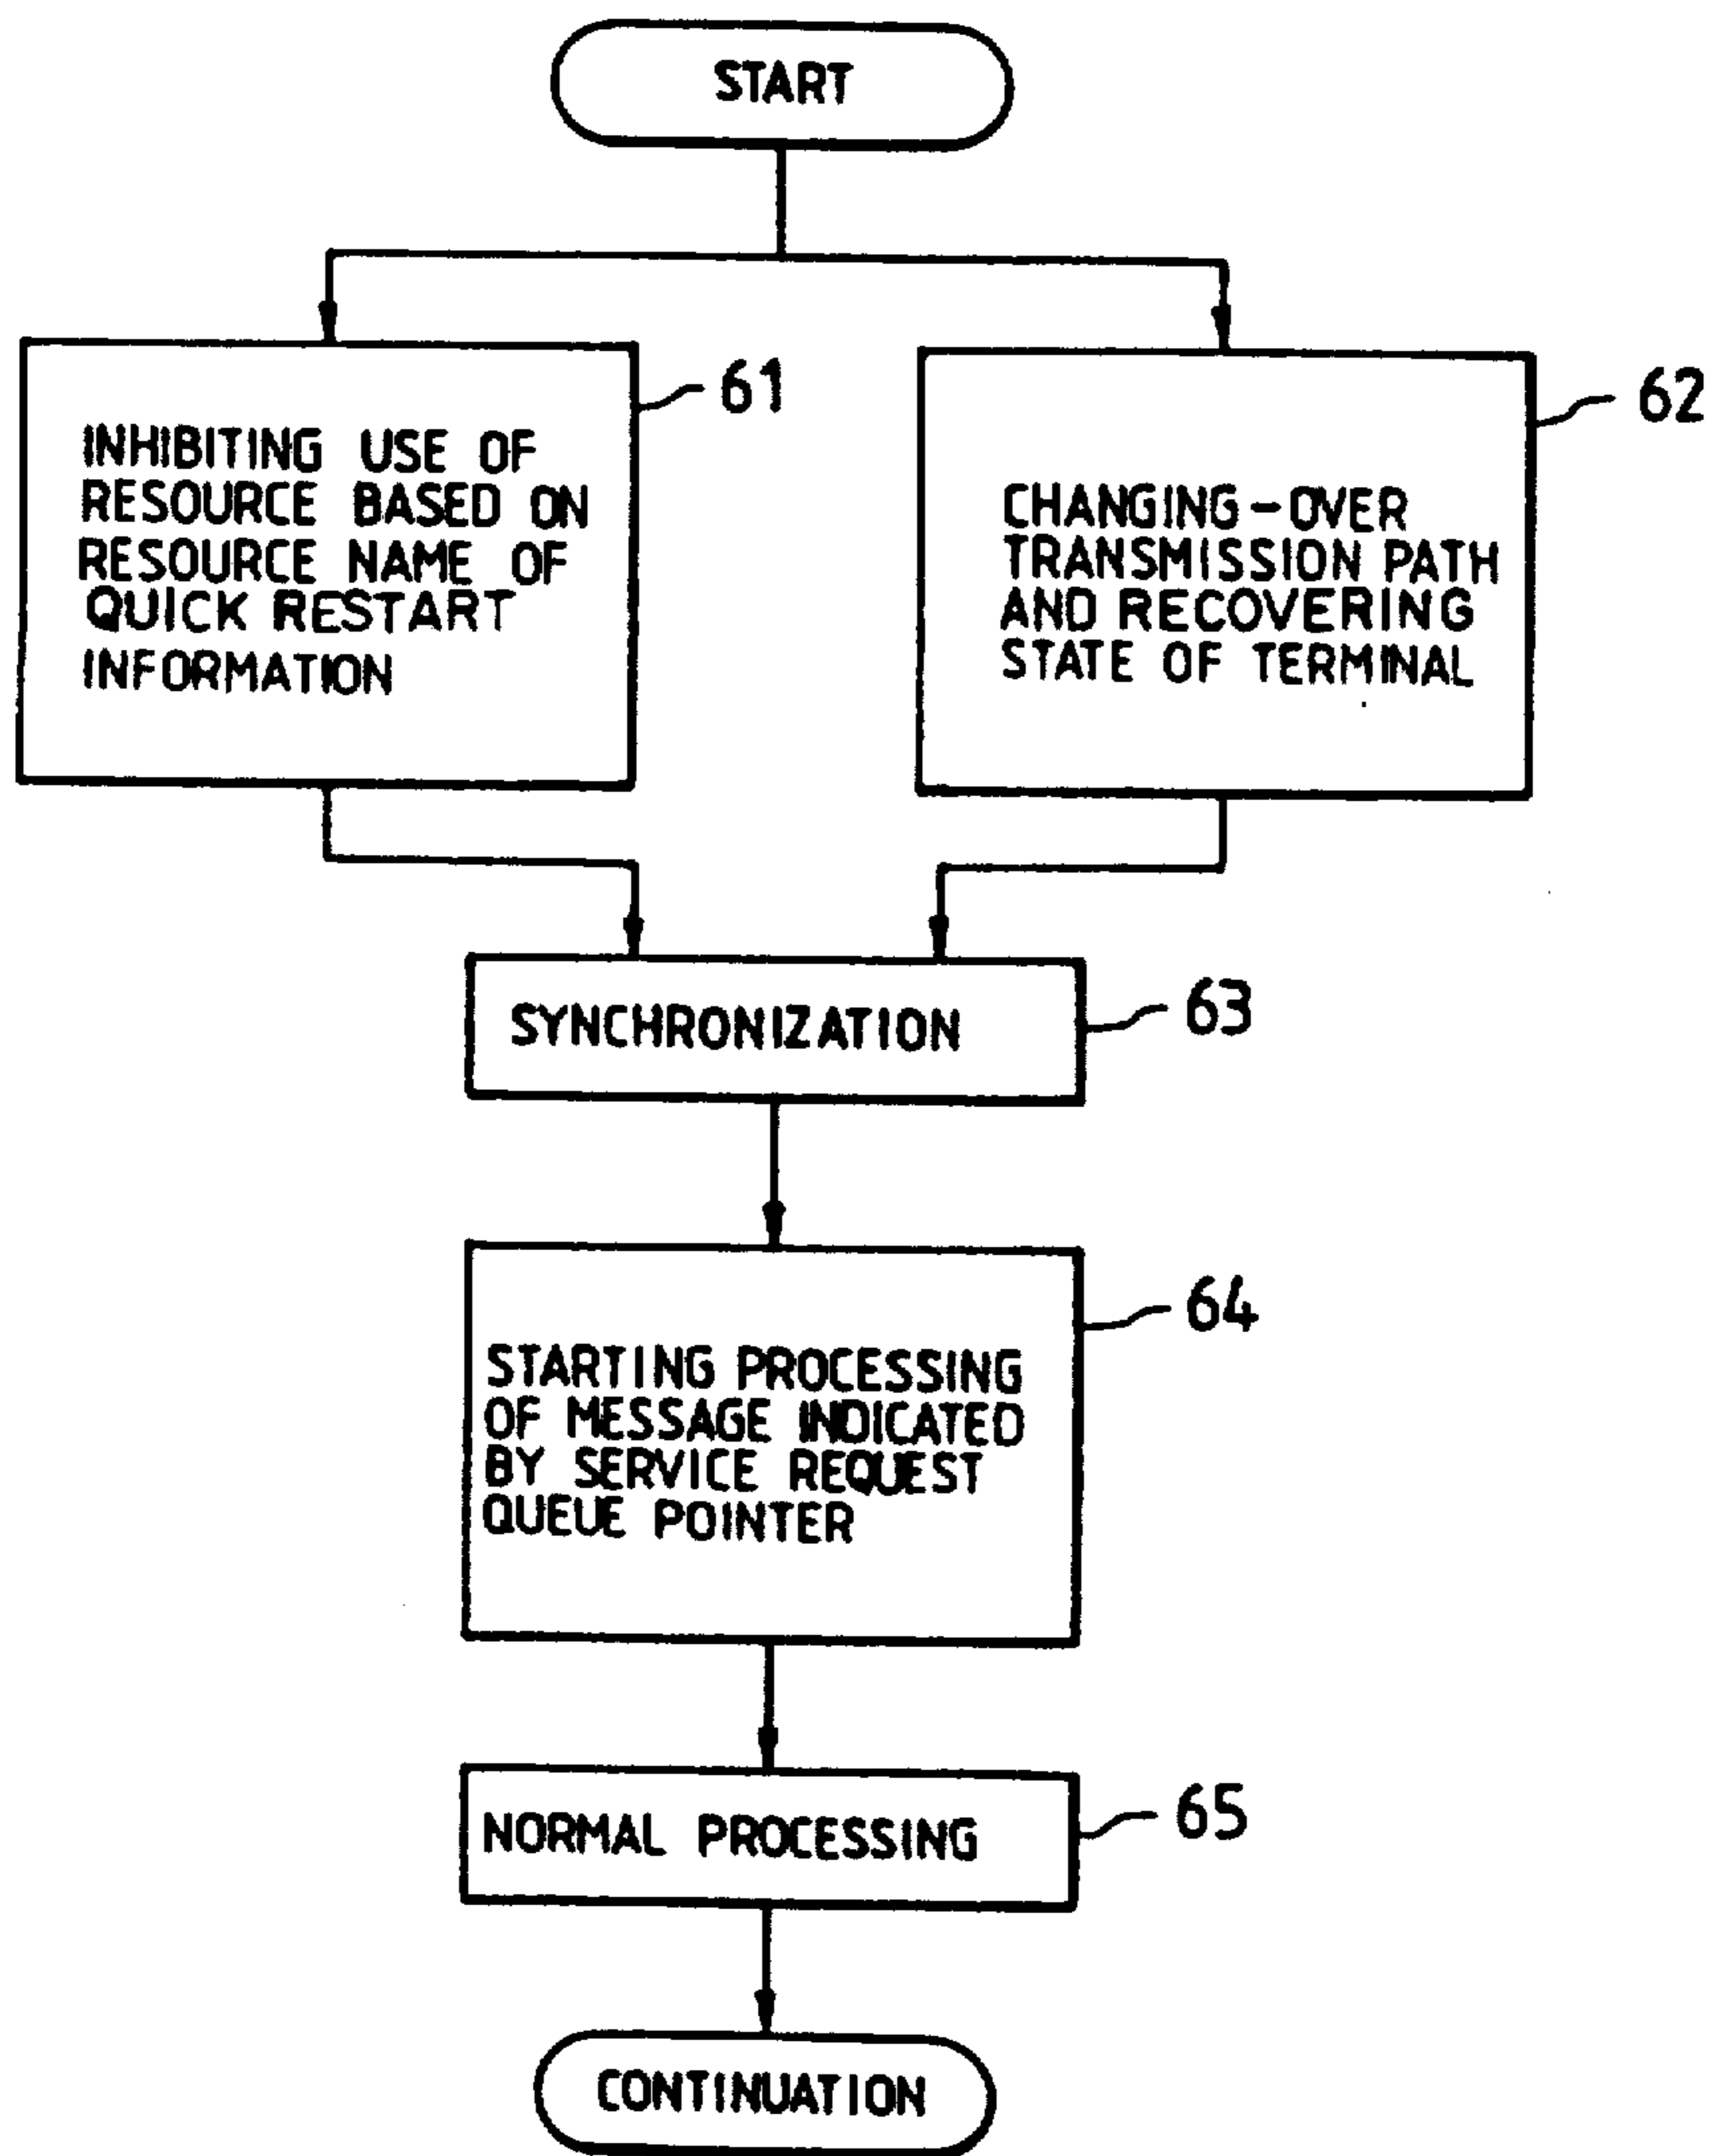 START
INHIBITING USE OF
RESOURCE BASED ON
RESOURCE NAME OF
QUICK RESTART
INFORMATION
61
CHANGING-OVER
TRANSMISSION PATH
AND RECOVERING
STATE OF TERMINAL
62
SYNCHRONIZATION
63
STARTING PROCESSING
OF MESSAGE INDICATED
BY SERVICE REQUEST
QUEUE POINTER
64
NORMAL PROCESSING
65
CONTINUATION